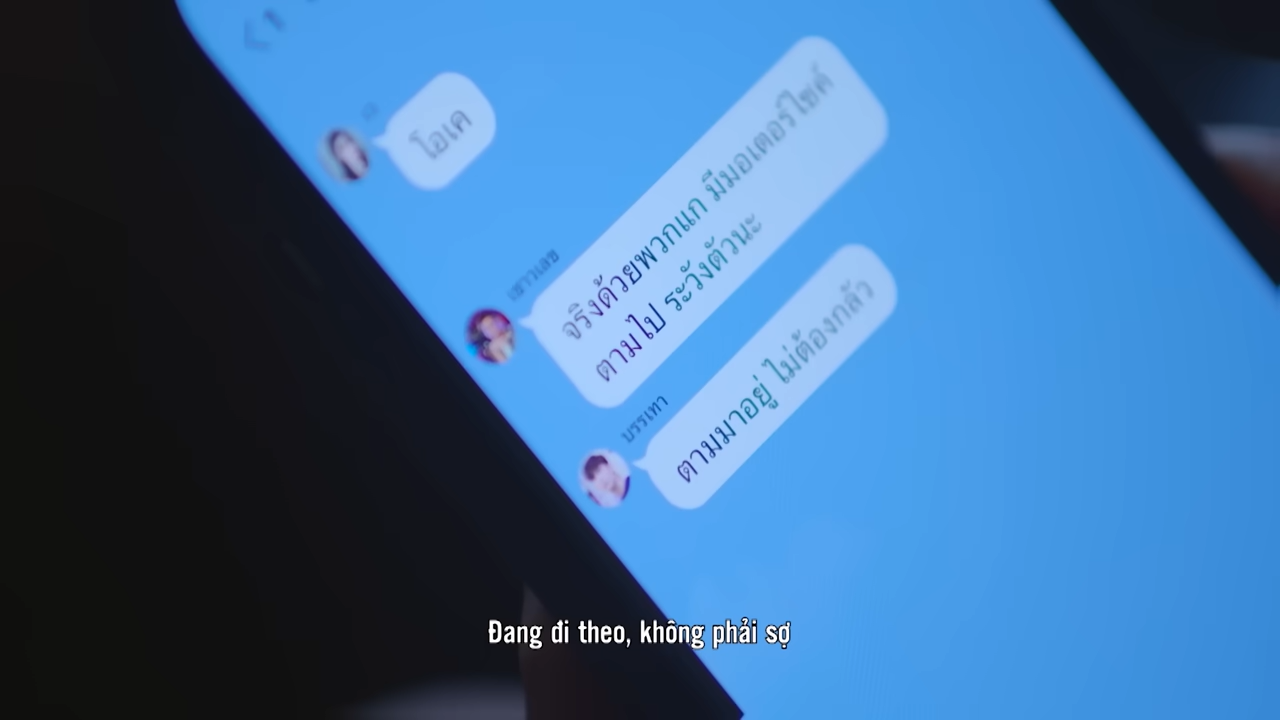 โอเค
เชาวเลข
จริงด้วยพวกแก มีมอเตอร์ไซค์
ตามไป ระวังตัวนะ
บรรเทา
ตามมาอยู่ ไม่ต้องกลัว
Đang đi theo, không phải sợ